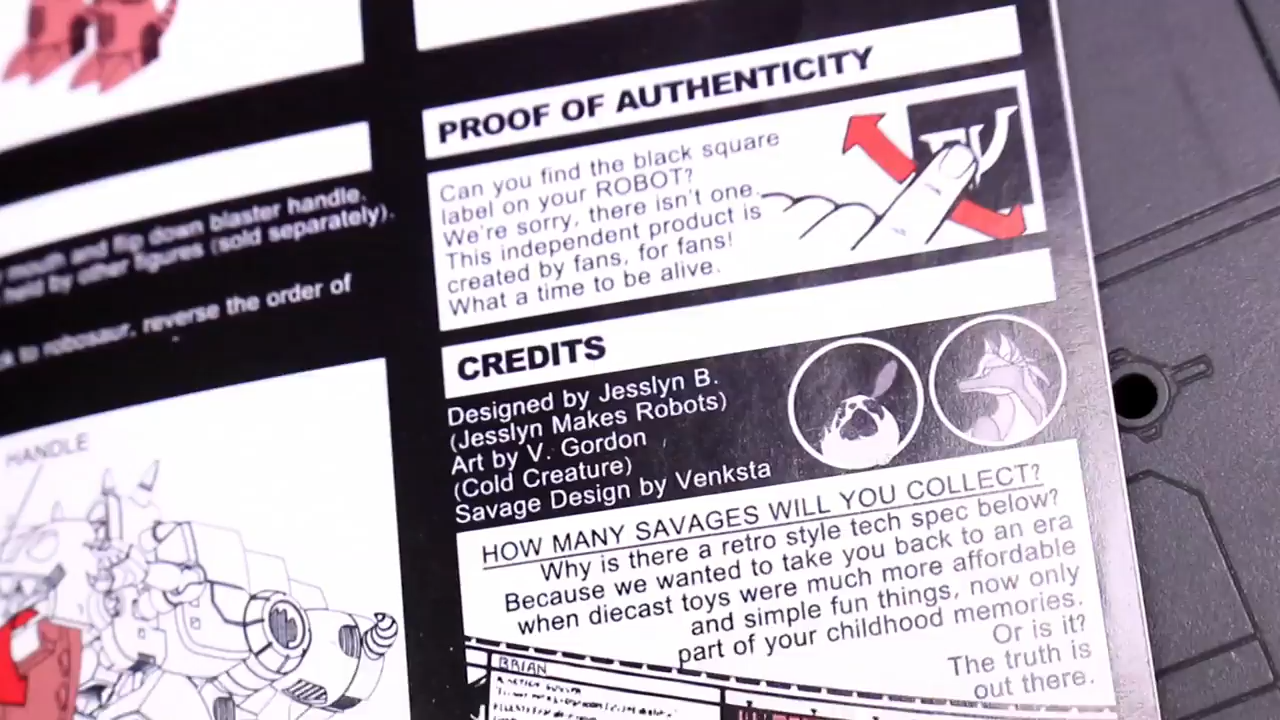 mouth and flip down blaster handle.
held by other figures (sold separately).
to robosaur, reverse the order of
HANDLE
PROOF OF AUTHENTICITY
Can you find the black square
label on your ROBOT?
We're sorry, there isn't one.
This independent product is
created by fans, for fans!
What a time to be alive.
CREDITS
Designed by Jesslyn B.
(Jesslyn Makes Robots)
Art by V. Gordon
(Cold Creature)
Savage Design by Venksta
HOW MANY SAVAGES WILL YOU COLLECT?
Why is there a retro style tech spec below?
Because we wanted to take you back to an era
when diecast toys were much more affordable
and simple fun things, now only
part of your childhood memories.
Or is it?
The truth is
out there.
BRIAN